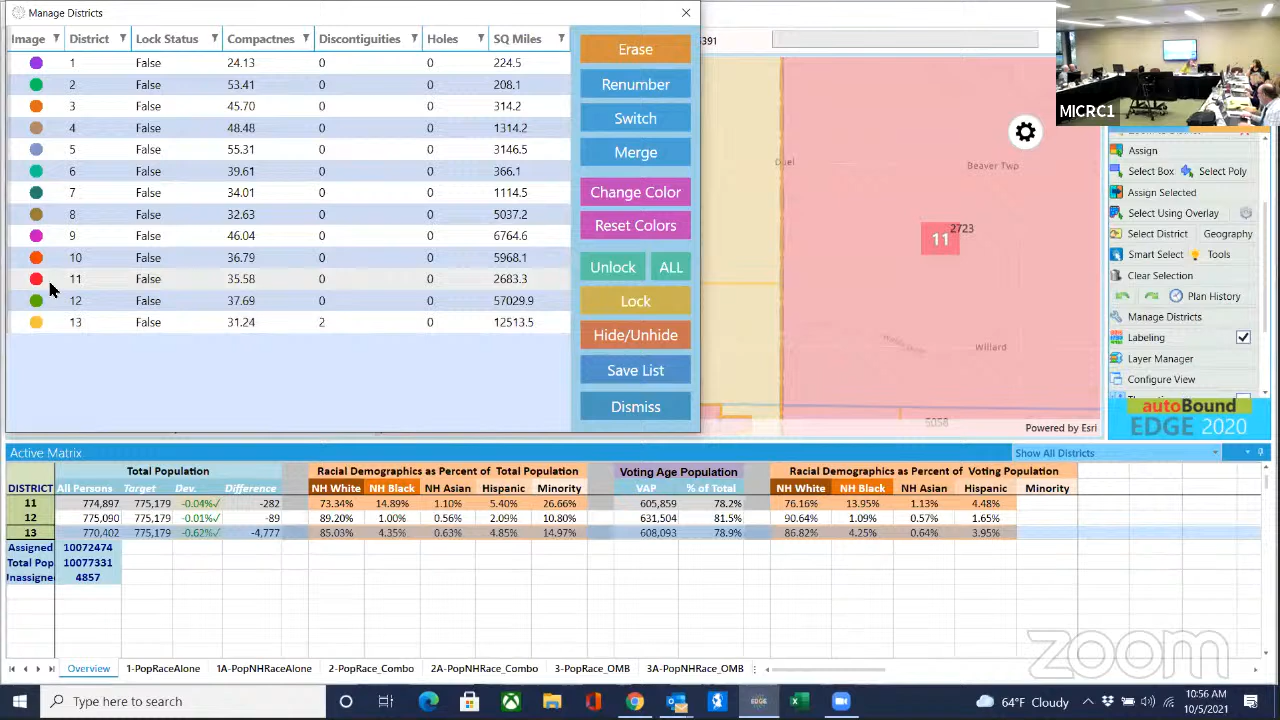 Manage Districts
Image District Lock Status Compactnes Discontiguities Holes SQ Miles
1 False 24.13 0 0 224.5
2 False 53.41 0 0 208.1
3 False 45.70 0 0 314.2
4 False 48.48 0 0 1314.2
5 False 55.31 0 0 3146.5
6 False 39.61 0 0 366.1
7 False 34.01 0 0 1114.5
8 False 32.63 0 0 5037.2
9 False 46.04 0 0 6764.6
10 False 36.79 0 0 5968.1
11 False 35.58 0 0 2683.3
12 False 37.69 0 0 57029.9
13 False 31.24 2 0 12513.5
Erase
Renumber
Switch
Merge
Change Color
Reset Colors
Unlock ALL
Lock
Hide/Unhide
Save List
Dismiss
391
Beaver Twp
11
2723
Willard
5058
Powered by Esri
MICRC1
Assign
Select Box Select Poly
Assign Selected
Select Using Overlay
Select District Geography
Smart Select Tools
Clear Selection
Plan History
Manage Districts
Labeling
Layer Manager
Configure View
autoBound
EDGE 2020
Active Matrix Show All Districts
Total Population Racial Demographics as Percent of Total Population Voting Age Population Racial Demographics as Percent of Voting Population
DISTRICT All Persons Target Dev. Difference NH White NH Black NH Asian Hispanic Minority VAP % of Total NH White NH Black NH Asian Hispanic Minority
11 774,897 775,179 -0.04%✓ -282 73.34% 14.89% 1.10% 5.40% 26.66% 605,859 78.2% 76.16% 13.95% 1.13% 4.48%
12 775,090 775,179 -0.01%✓ -89 89.20% 1.00% 0.56% 2.09% 10.80% 631,504 81.5% 90.64% 1.09% 0.57% 1.65%
13 770,402 775,179 -0.62%✓ -4,777 85.03% 4.35% 0.63% 4.85% 14.97% 608,093 78.9% 86.82% 4.25% 0.64% 3.95%
Assigned 10072474
Total Pop 10077331
Unassigne 4857
zoom
Overview 1-PopRaceAlone 1A-PopNHRaceAlone 2-PopRace_Combo 2A-PopNHRace_Combo 3-PopRace_OMB 3A-PopNHRace_OMB
Type here to search
EDGE
64°F Cloudy
10:56 AM
10/5/2021